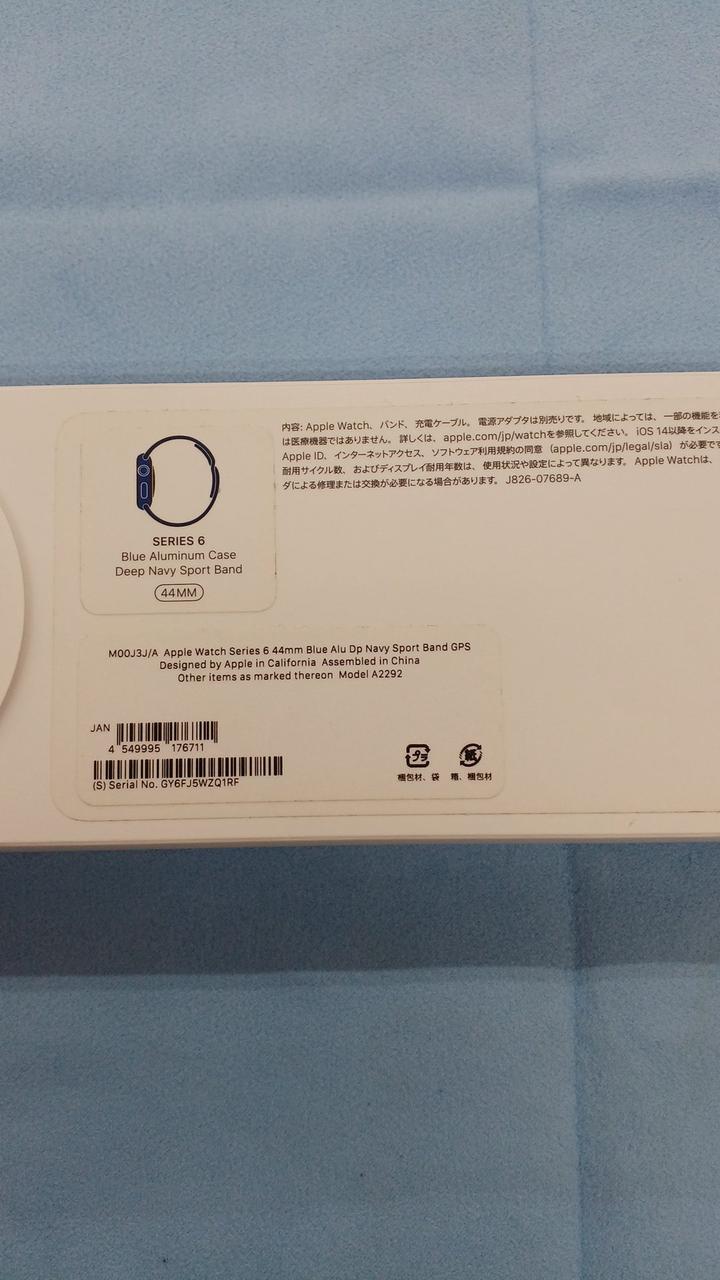 SERIES 6
Blue Aluminum Case
Deep Navy Sport Band
44MM
内容: Apple Watch、バンド、充電ケーブル。 電源アダプタは別売りです。 地域によっては、 一部の機能を
は医療機器ではありません。 詳しくは、 apple.com/jp/watchを参照してください。 iOS 14以降をインス
Apple ID、インターネットアクセス、ソフトウェア利用規約の同意（apple.com/jp/legal/sla）が必要です
耐用サイクル数、およびディスプレイ耐用年数は、使用状況や設定によって異なります。 Apple Watchは、
ダによる修理または交換が必要になる場合があります。 J826-07689-A
M00J3J/A Apple Watch Series 6 44mm Blue Alu Dp Navy Sport Band GPS
Designed by Apple in California Assembled in China
Other items as marked thereon Model A2292
JAN
4 549995 176711
(S) Serial No. GY6FJ5WZQ1RF
プラ
紙
梱包材、袋
箱、梱包材